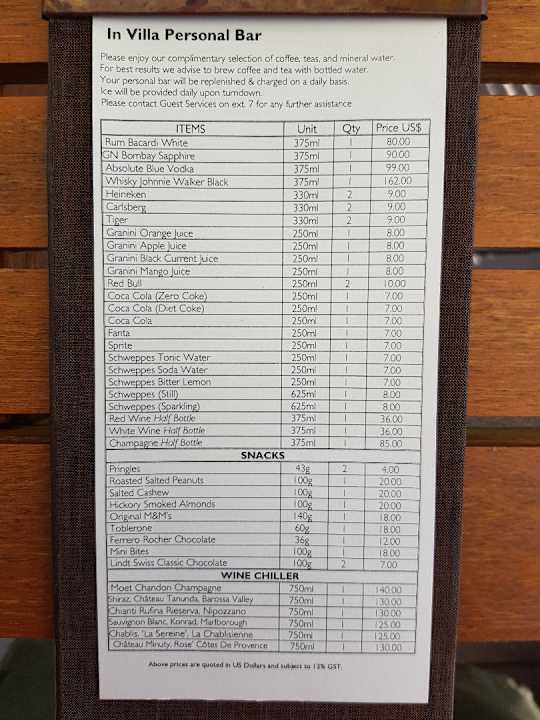 In Villa Personal Bar
Please enjoy our complimentary selection of coffee, teas, and mineral water.
For best results we advise to brew coffee and tea with bottled water.
Your personal bar will be replenished & charged on a daily basis.
Ice will be provided daily upon turndown.
Please contact Guest Services on ext. 7 for any further assistance
ITEMS Unit Qty Price US$
Rum Bacardi White 375ml 1 80.00
GN Bombay Sapphire 375ml 1 90.00
Absolute Blue Vodka 375ml 1 99.00
Whisky Johnnie Walker Black 375ml 1 162.00
Heineken 330ml 2 9.00
Carlsberg 330ml 2 9.00
Tiger 330ml 2 9.00
Granini Orange Juice 250ml 1 8.00
Granini Apple Juice 250ml 1 8.00
Granini Black Current Juice 250ml 1 8.00
Granini Mango Juice 250ml 1 8.00
Red Bull 250ml 2 10.00
Coca Cola (Zero Coke) 250ml 1 7.00
Coca Cola (Diet Coke) 250ml 1 7.00
Coca Cola 250ml 1 7.00
Fanta 250ml 1 7.00
Sprite 250ml 1 7.00
Schweppes Tonic Water 250ml 1 7.00
Schweppes Soda Water 250ml 1 7.00
Schweppes Bitter Lemon 250ml 1 7.00
Schweppes (Still) 625ml 1 8.00
Schweppes (Sparkling) 625ml 1 8.00
Red Wine Half Bottle 375ml 1 36.00
White Wine Half Bottle 375ml 1 36.00
Champagne Half Bottle 375ml 1 85.00
SNACKS
Pringles 43g 2 4.00
Roasted Salted Peanuts 100g 1 20.00
Salted Cashew 100g 1 20.00
Hickory Smoked Almonds 100g 1 20.00
Original M&M's 140g 1 18.00
Toblerone 60g 1 18.00
Ferrero Rocher Chocolate 36g 1 12.00
Mini Bites 100g 1 18.00
Lindt Swiss Classic Chocolate 100g 2 7.00
WINE CHILLER
Moet Chandon Champagne 750ml 1 140.00
Shiraz, Château Tanunda, Barossa Valley 750ml 1 130.00
Chianti Rufina Rieserva, Nipozzano 750ml 1 130.00
Sauvignon Blanc, Konrad, Marlborough 750ml 1 125.00
Chablis, 'La Sereine', La Chablisienne 750ml 1 125.00
Château Minuty, Rose' Côtes De Provence 750ml 1 130.00
Above prices are quoted in US Dollars and subject to 12% GST.